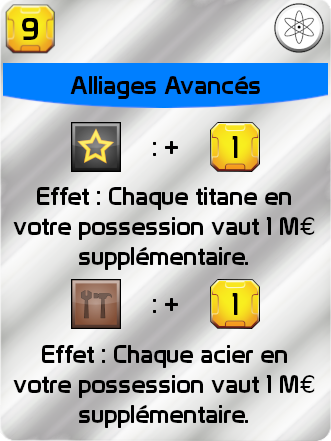 9
Alliages Avancés
: + 1
Effet : Chaque titane en
votre possession vaut 1 M€
supplémentaire.
: + 1
Effet : Chaque acier en
votre possession vaut 1 M€
supplémentaire.